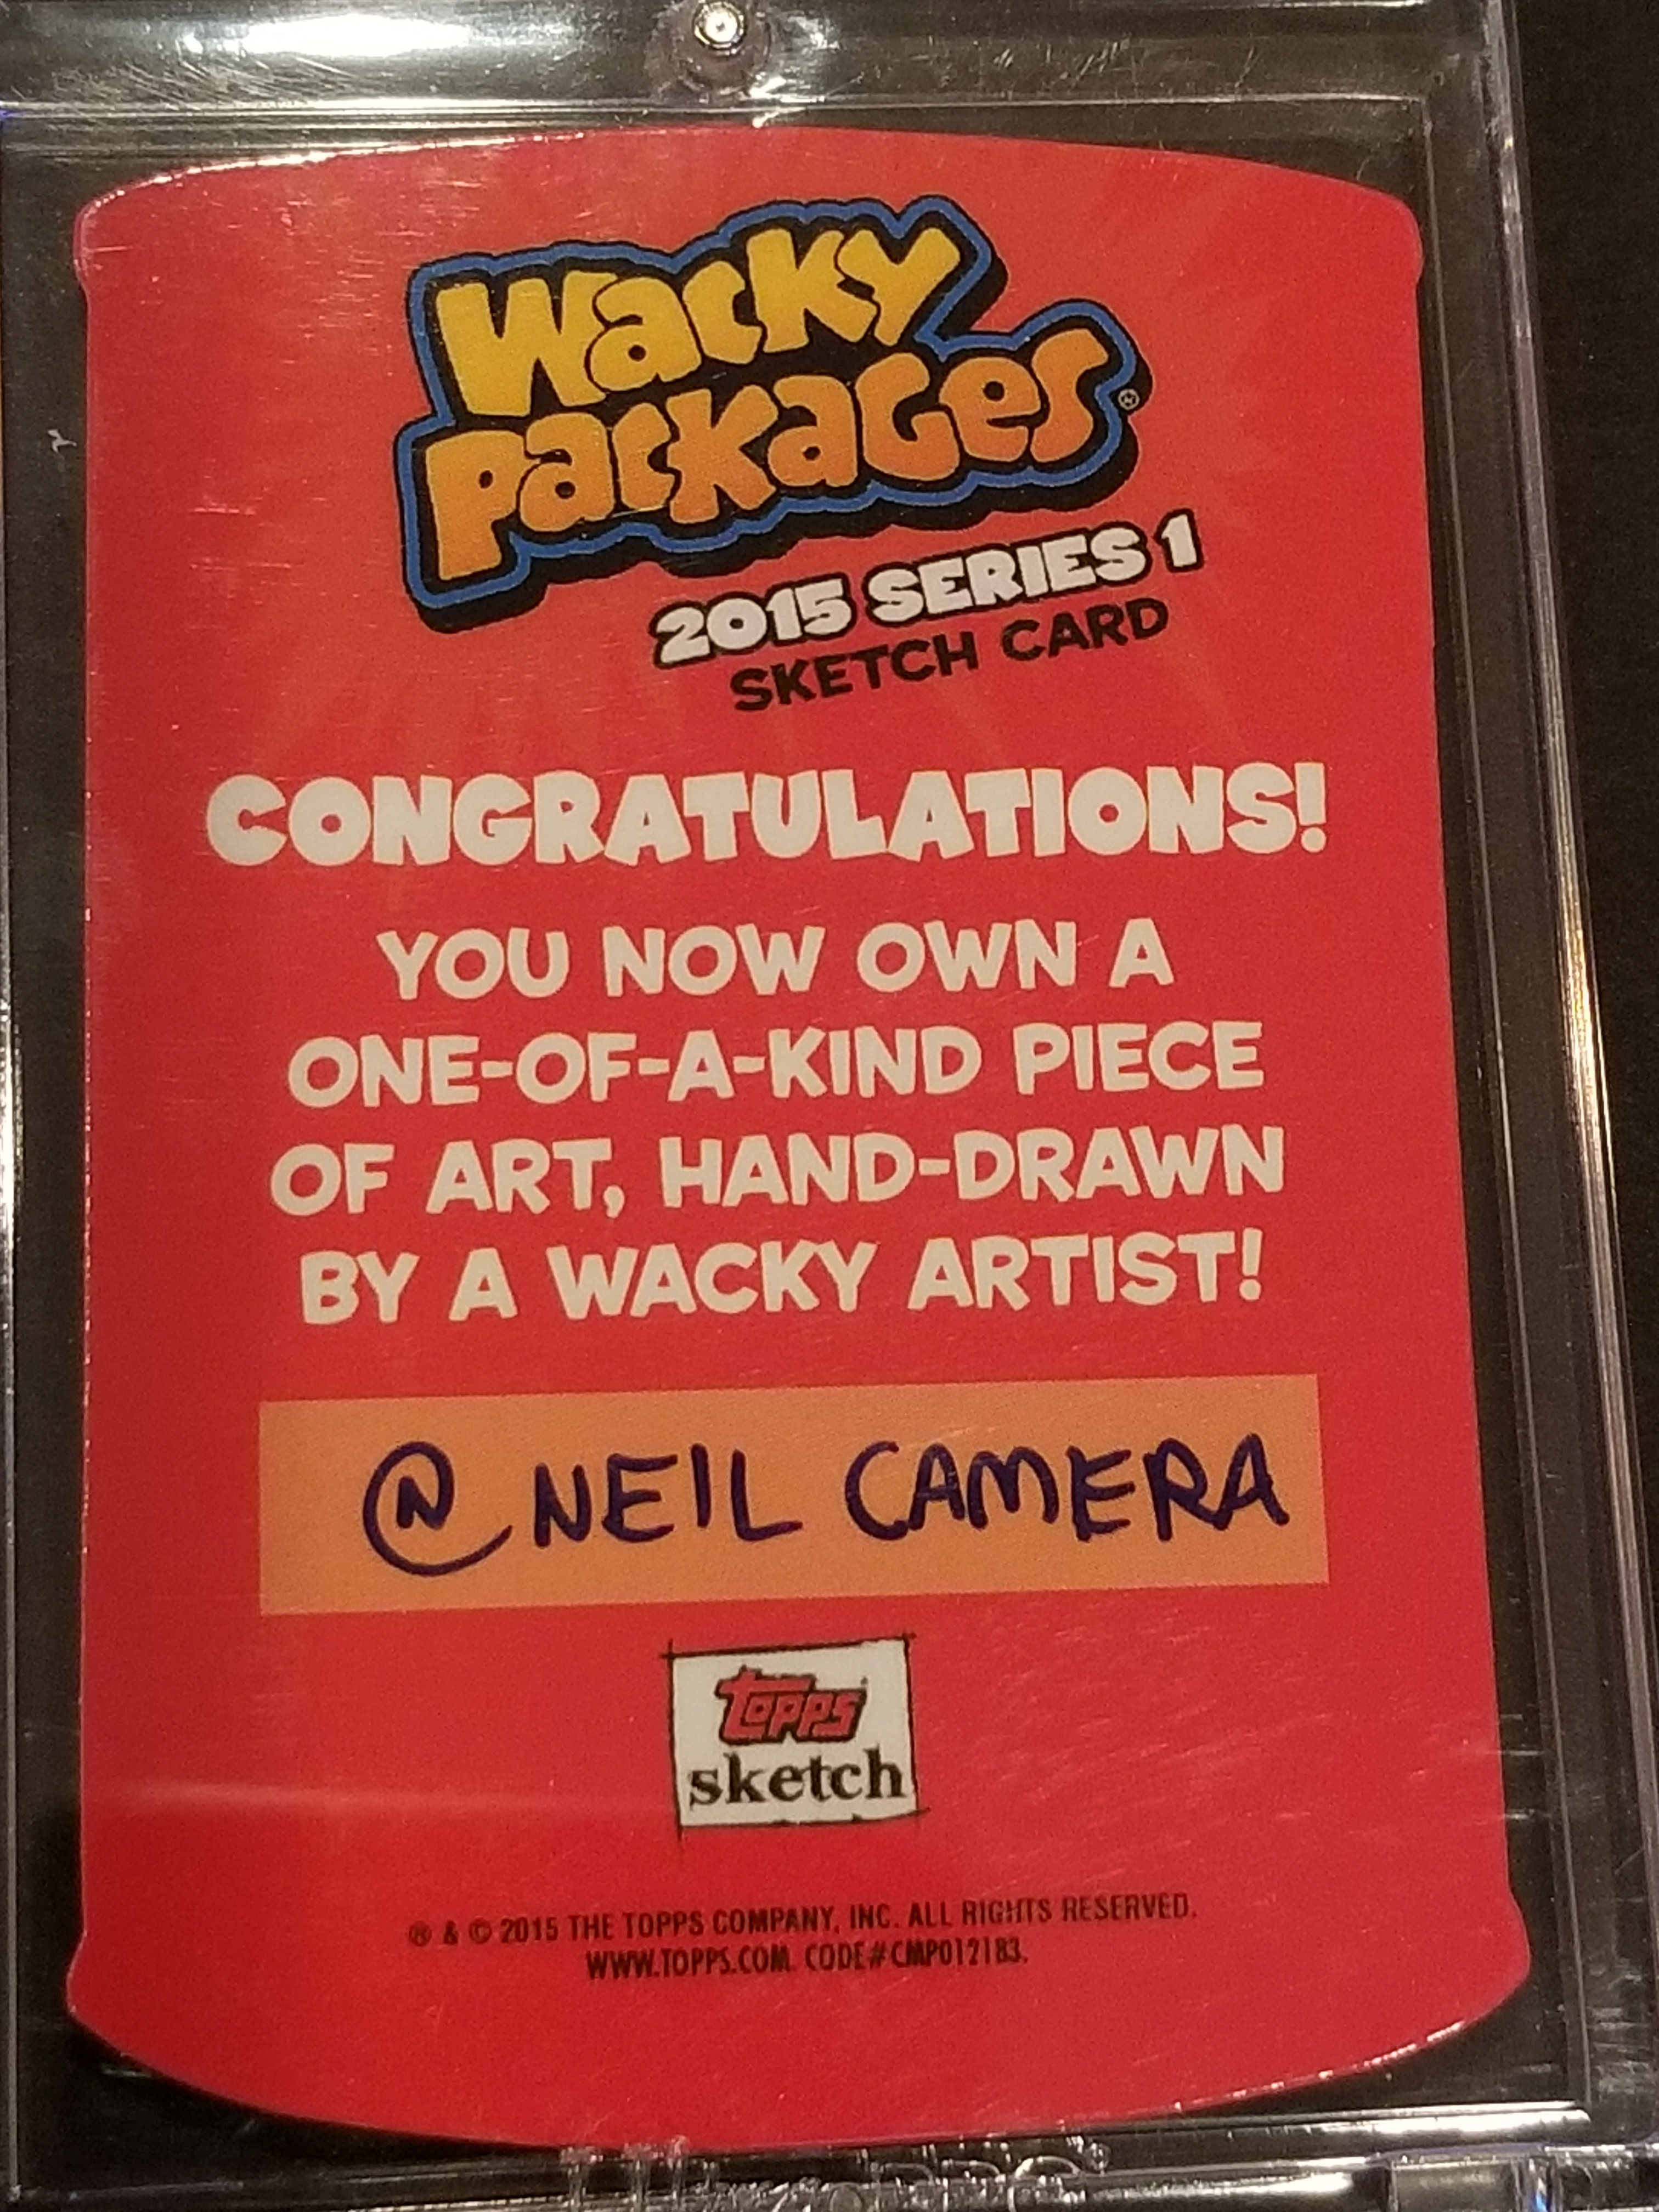 Wacky
Packages®
2015 SERIES 1
SKETCH CARD
CONGRATULATIONS!
YOU NOW OWN A
ONE-OF-A-KIND PIECE
OF ART, HAND-DRAWN
BY A WACKY ARTIST!
@ NEIL CAMERA
Topps
sketch
® & © 2015 THE TOPPS COMPANY, INC. ALL RIGHTS RESERVED.
WWW.TOPPS.COM. CODE#CMP012183.